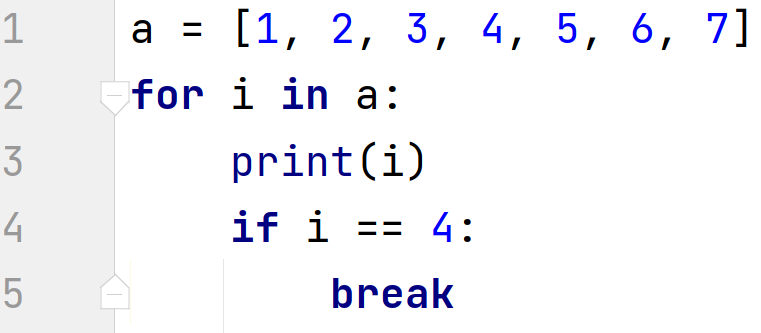 1 a = [1, 2, 3, 4, 5, 6, 7]
2 for i in a:
3     print(i)
4     if i == 4:
5         break